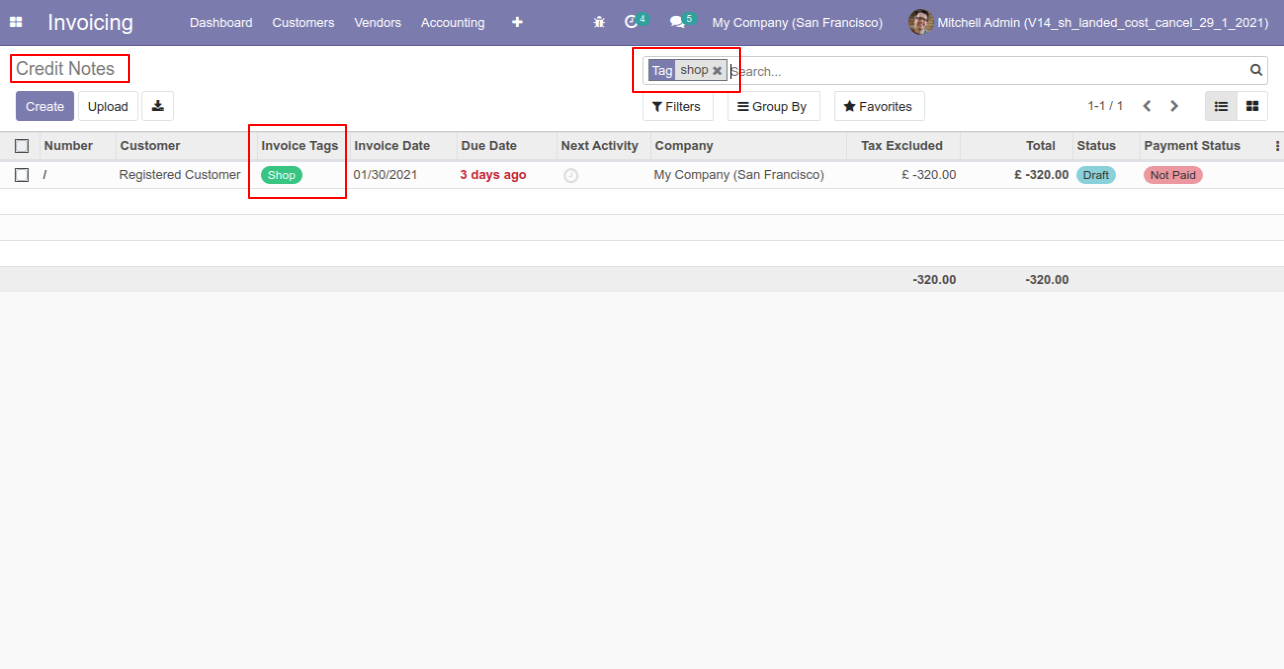 Invoicing Dashboard Customers Vendors Accounting 4 5 My Company (San Francisco) Mitchell Admin (V14_sh_landed_cost_cancel_29_1_2021)
Credit Notes Tag shop Search...
Create Upload Filters Group By Favorites 1-1 / 1
Number Customer Invoice Tags Invoice Date Due Date Next Activity Company Tax Excluded Total Status Payment Status
/ Registered Customer Shop 01/30/2021 3 days ago My Company (San Francisco) £ -320.00 £ -320.00 Draft Not Paid
-320.00 -320.00